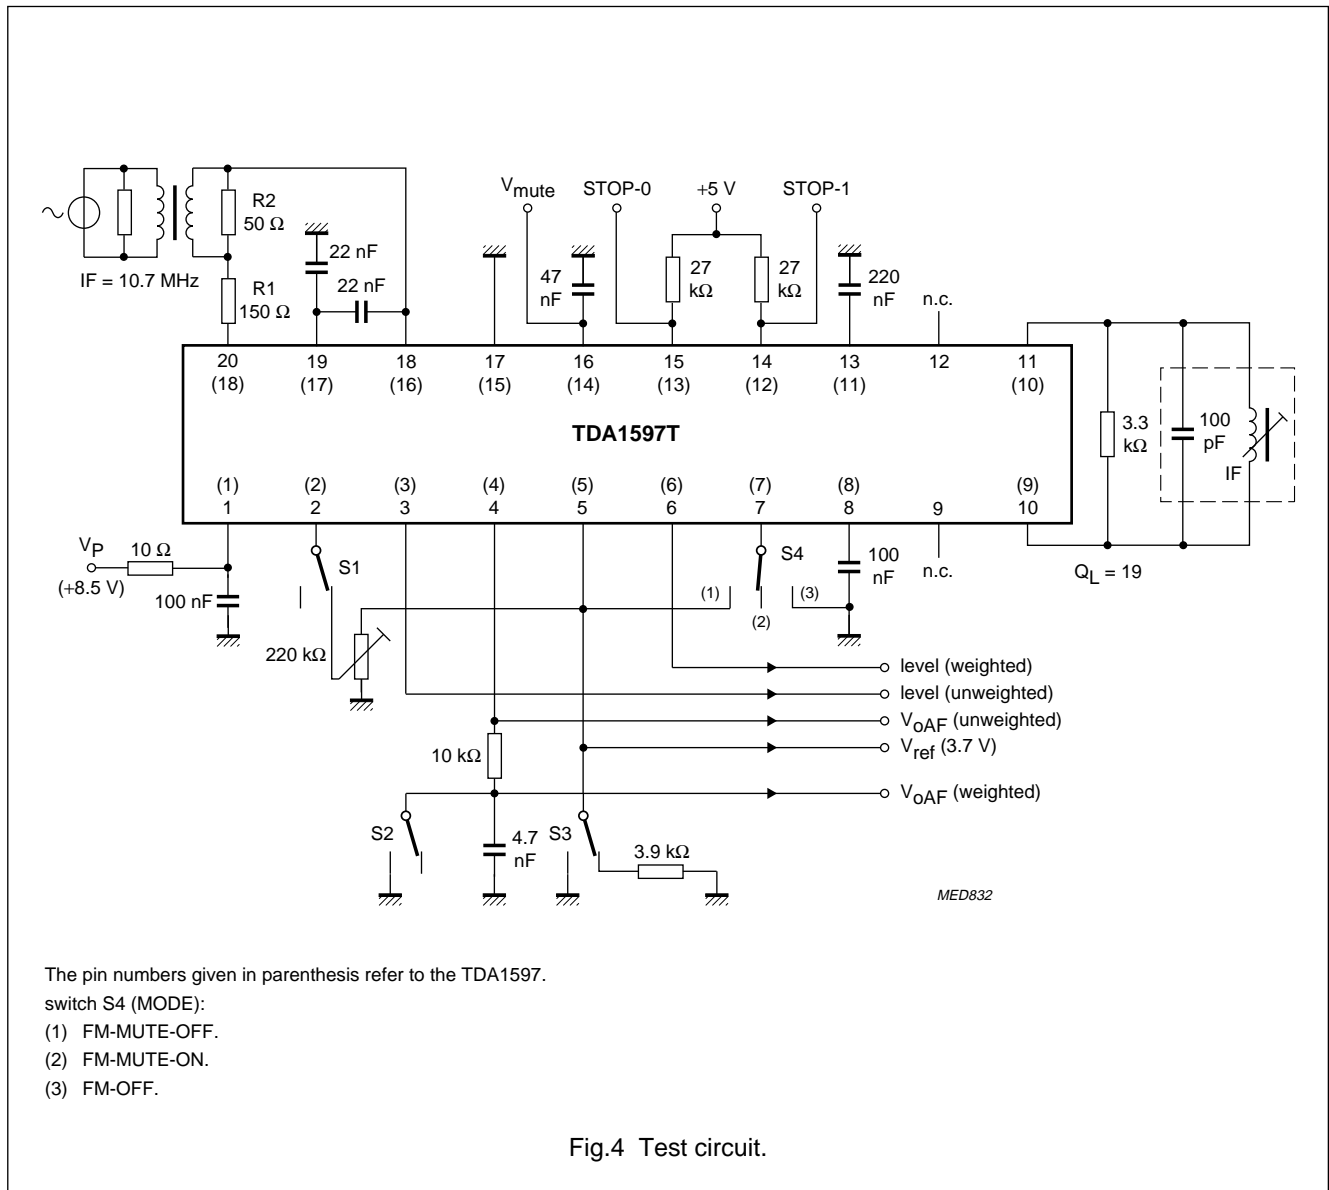 V_mute
STOP-0
+5 V
STOP-1
R2
50 Ω
22 nF
IF = 10.7 MHz
R1
150 Ω
22 nF
47
nF
27
kΩ
27
kΩ
220
nF
n.c.
20 19 18 17 16 15 14 13 12 11
(18) (17) (16) (15) (14) (13) (12) (11) (10)
TDA1597T
3.3
kΩ
100
pF
IF
(1) (2) (3) (4) (5) (6) (7) (8) (9)
1 2 3 4 5 6 7 8 9 10
V_P
(+8.5 V)
10 Ω
100 nF
S1
S4
100
nF
n.c.
Q_L = 19
(1)
(2)
(3)
220 kΩ
level (weighted)
level (unweighted)
V_oAF (unweighted)
10 kΩ
V_ref (3.7 V)
V_oAF (weighted)
S2
4.7
nF
S3
3.9 kΩ
MED832
The pin numbers given in parenthesis refer to the TDA1597.
switch S4 (MODE):
(1) FM-MUTE-OFF.
(2) FM-MUTE-ON.
(3) FM-OFF.
Fig.4 Test circuit.